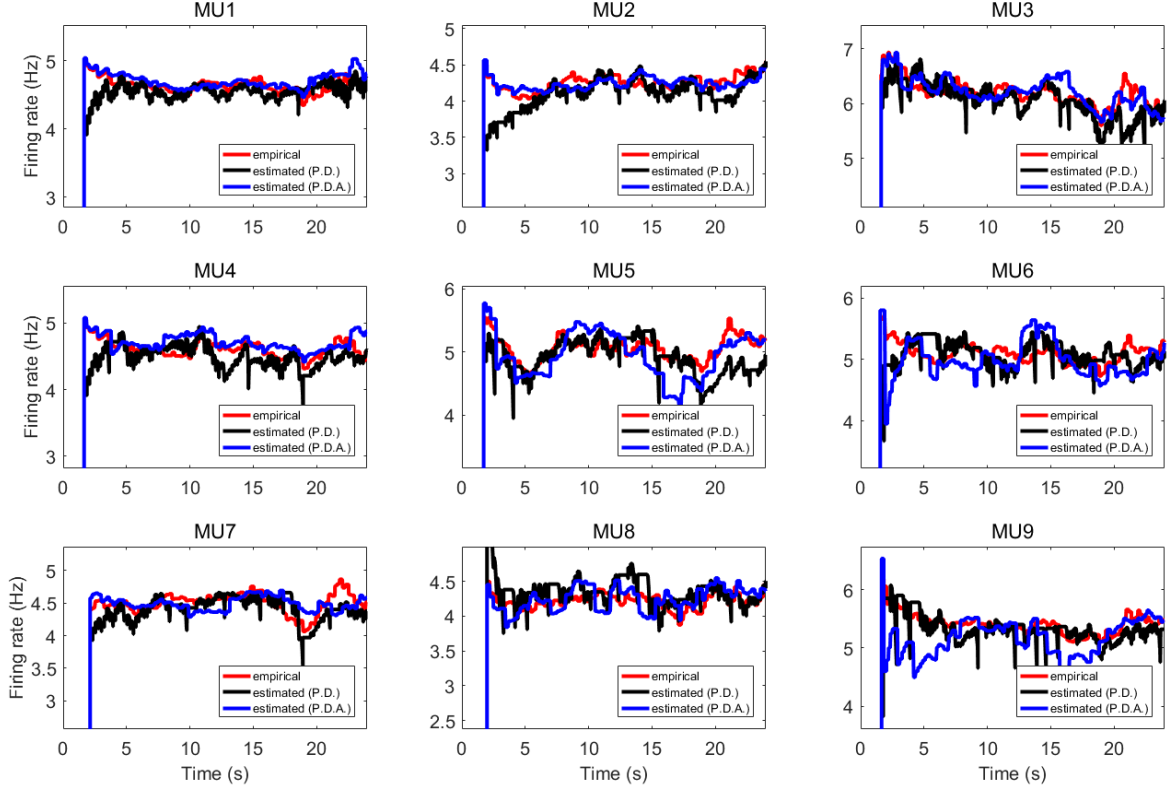 MU1
MU2
MU3
Firing rate (Hz)
5
4
3
0 5 10 15 20
empirical
estimated (P.D.)
estimated (P.D.A.)
4.5
4
3.5
3
0 5 10 15 20
empirical
estimated (P.D.)
estimated (P.D.A.)
7
6
5
0 5 10 15 20
empirical
estimated (P.D.)
estimated (P.D.A.)
MU4
MU5
MU6
Firing rate (Hz)
5
4
3
0 5 10 15 20
empirical
estimated (P.D.)
estimated (P.D.A.)
6
5
4
0 5 10 15 20
empirical
estimated (P.D.)
estimated (P.D.A.)
6
5
4
0 5 10 15 20
empirical
estimated (P.D.)
estimated (P.D.A.)
MU7
MU8
MU9
Firing rate (Hz)
5
4.5
4
3.5
3
0 5 10 15 20
Time (s)
empirical
estimated (P.D.)
estimated (P.D.A.)
4.5
4
3.5
3
2.5
0 5 10 15 20
Time (s)
empirical
estimated (P.D.)
estimated (P.D.A.)
6
5
4
0 5 10 15 20
Time (s)
empirical
estimated (P.D.)
estimated (P.D.A.)